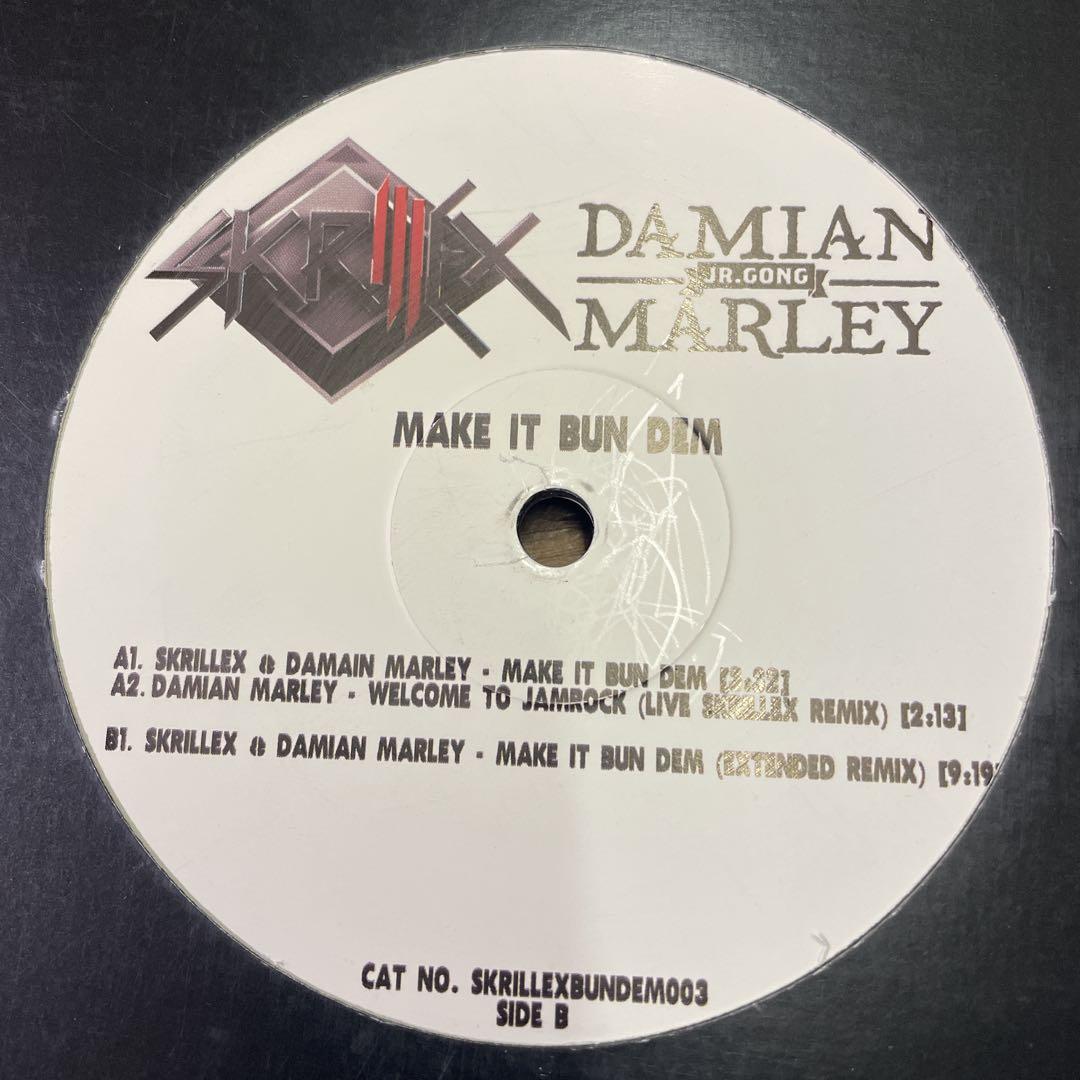 SKRILLEX
DAMIAN
JR.GONG
MARLEY
MAKE IT BUN DEM
A1. SKRILLEX & DAMAIN MARLEY - MAKE IT BUN DEM
A2. DAMIAN MARLEY - WELCOME TO JAMROCK (LIVE SKRILLEX REMIX) [2:13]
B1. SKRILLEX & DAMIAN MARLEY - MAKE IT BUN DEM (EXTENDED REMIX) [9:19
CAT NO. SKRILLEXBUNDEM003
SIDE B